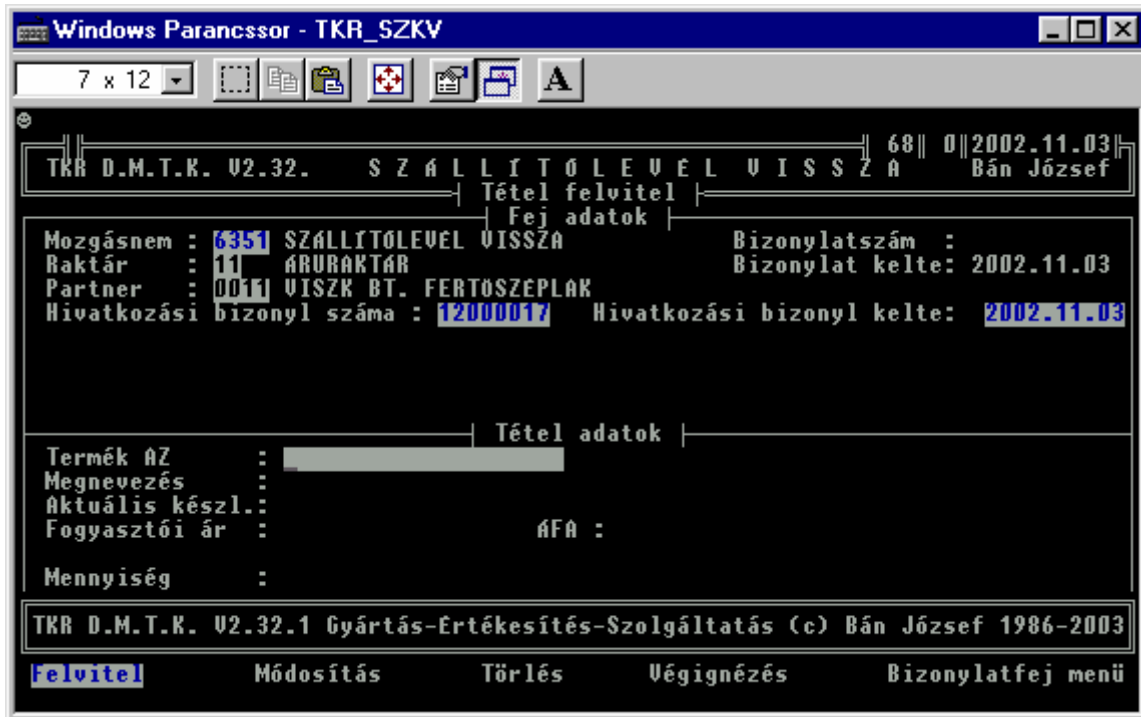 Windows Parancssor - TKR_SZKV
7 x 12
A
68 0 2002.11.03
TKR D.M.T.K. V2.32. S Z Á L L Í T Ó L E V É L V I S S Z A Bán József
Tétel felvitel
Fej adatok
Mozgásnem : 6351 SZÁLLÍTÓLEVÉL VISSZA Bizonylatszám :
Raktár : 11 ÁRURAKTÁR Bizonylat kelte: 2002.11.03
Partner : 0011 VISZK BT. FERTŐSZÉPLAK
Hivatkozási bizonyl száma : 12000017 Hivatkozási bizonyl kelte: 2002.11.03
Tétel adatok
Termék AZ :
Megnevezés :
Aktuális készl.:
Fogyasztói ár : ÁFA :
Mennyiség :
TKR D.M.T.K. V2.32.1 Gyártás-Értékesítés-Szolgáltatás (c) Bán József 1986-2003
Felvitel Módosítás Törlés Végignézés Bizonylatfej menü